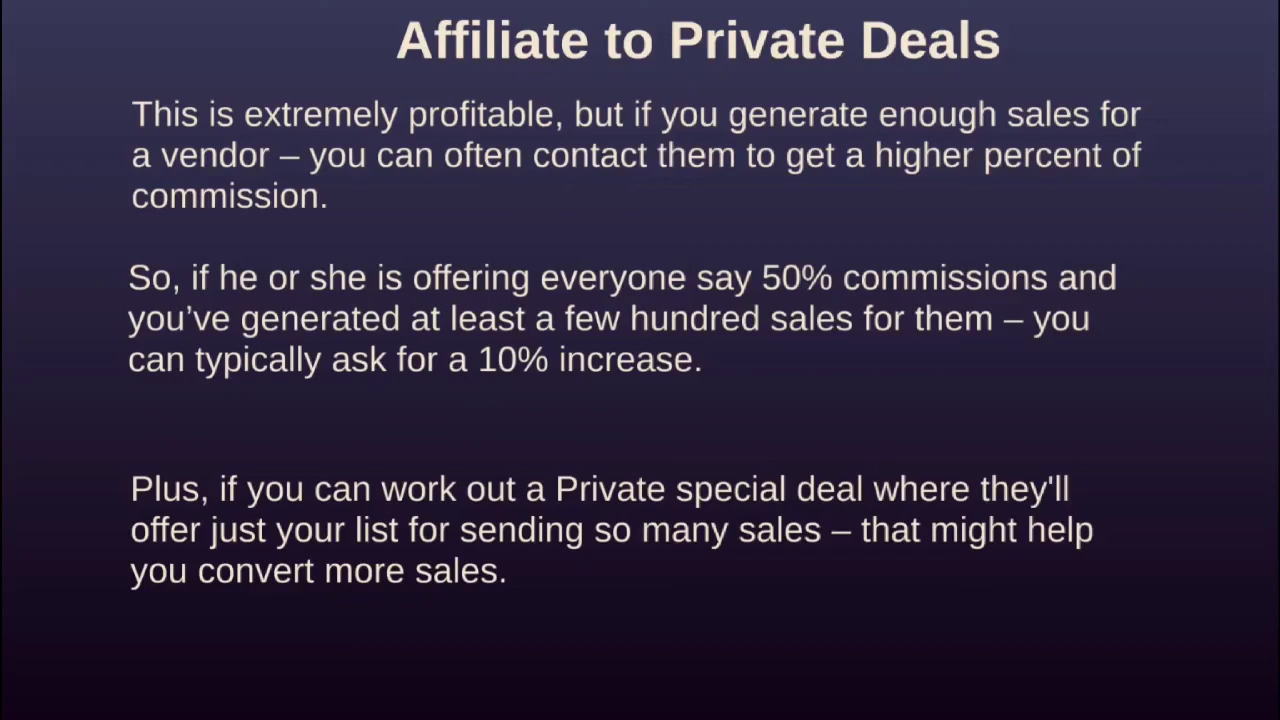 Affiliate to Private Deals
This is extremely profitable, but if you generate enough sales for
a vendor – you can often contact them to get a higher percent of
commission.
So, if he or she is offering everyone say 50% commissions and
you’ve generated at least a few hundred sales for them – you
can typically ask for a 10% increase.
Plus, if you can work out a Private special deal where they'll
offer just your list for sending so many sales – that might help
you convert more sales.